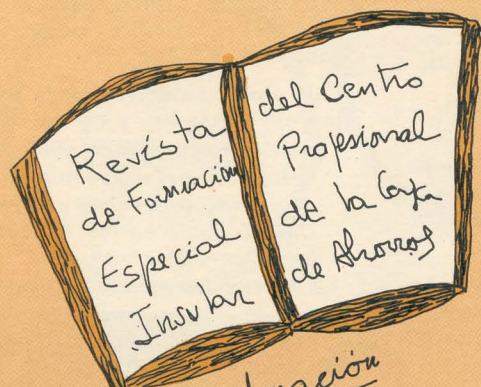 Revista
de Formación
Especial
Insular
del Centro
Profesional
de la Caja
de Ahorros